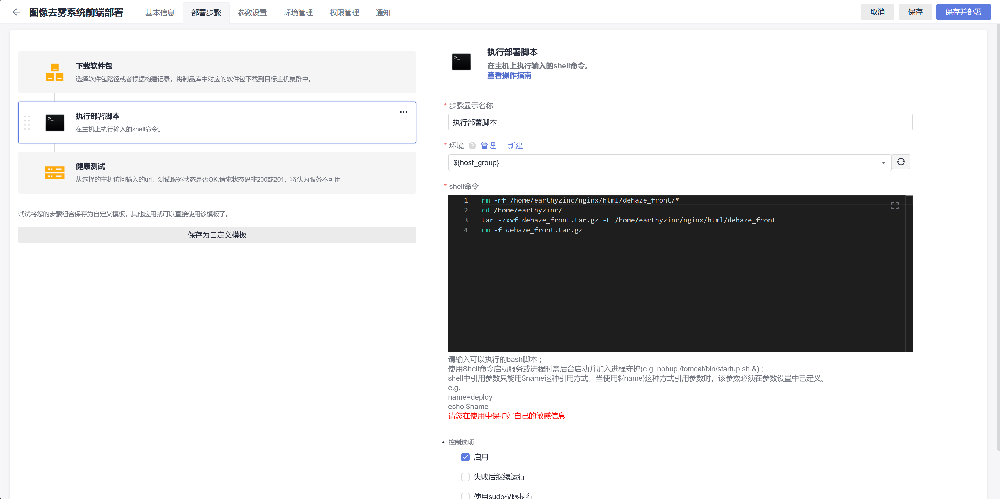 图像去雾系统前端部署
基本信息
部署步骤
参数设置
环境管理
权限管理
通知
取消
保存
保存并部署
下载软件包
选择软件包路径或者根据构建记录，将制品库中对应的软件包下载到目标主机集群中。
执行部署脚本
在主机上执行输入的shell命令。
健康测试
从选择的主机访问输入的url，测试服务状态是否OK,请求状态码非200或201，将认为服务不可用
试试将您的步骤组合保存为自定义模板，其他应用就可以直接使用该模板了。
保存为自定义模板
执行部署脚本
在主机上执行输入的shell命令。
查看操作指南
* 步骤显示名称
执行部署脚本
* 环境 ? 管理 | 新建
${host_group}
* shell命令
1 rm -rf /home/earthyzinc/nginx/html/dehaze_front/*
2 cd /home/earthyzinc/
3 tar -zxvf dehaze_front.tar.gz -C /home/earthyzinc/nginx/html/dehaze_front
4 rm -f dehaze_front.tar.gz
请输入可以执行的bash脚本 ;
使用Shell命令启动服务或进程时需后台启动并加入进程守护(e.g. nohup /tomcat/bin/startup.sh &) ;
shell中引用参数只能用$name这种引用方式，当使用${name}这种方式引用参数时，该参数必须在参数设置中已定义。
e.g.
name=deploy
echo $name
请您在使用中保护好自己的敏感信息
控制选项
启用
失败后继续运行
使用sudo权限执行